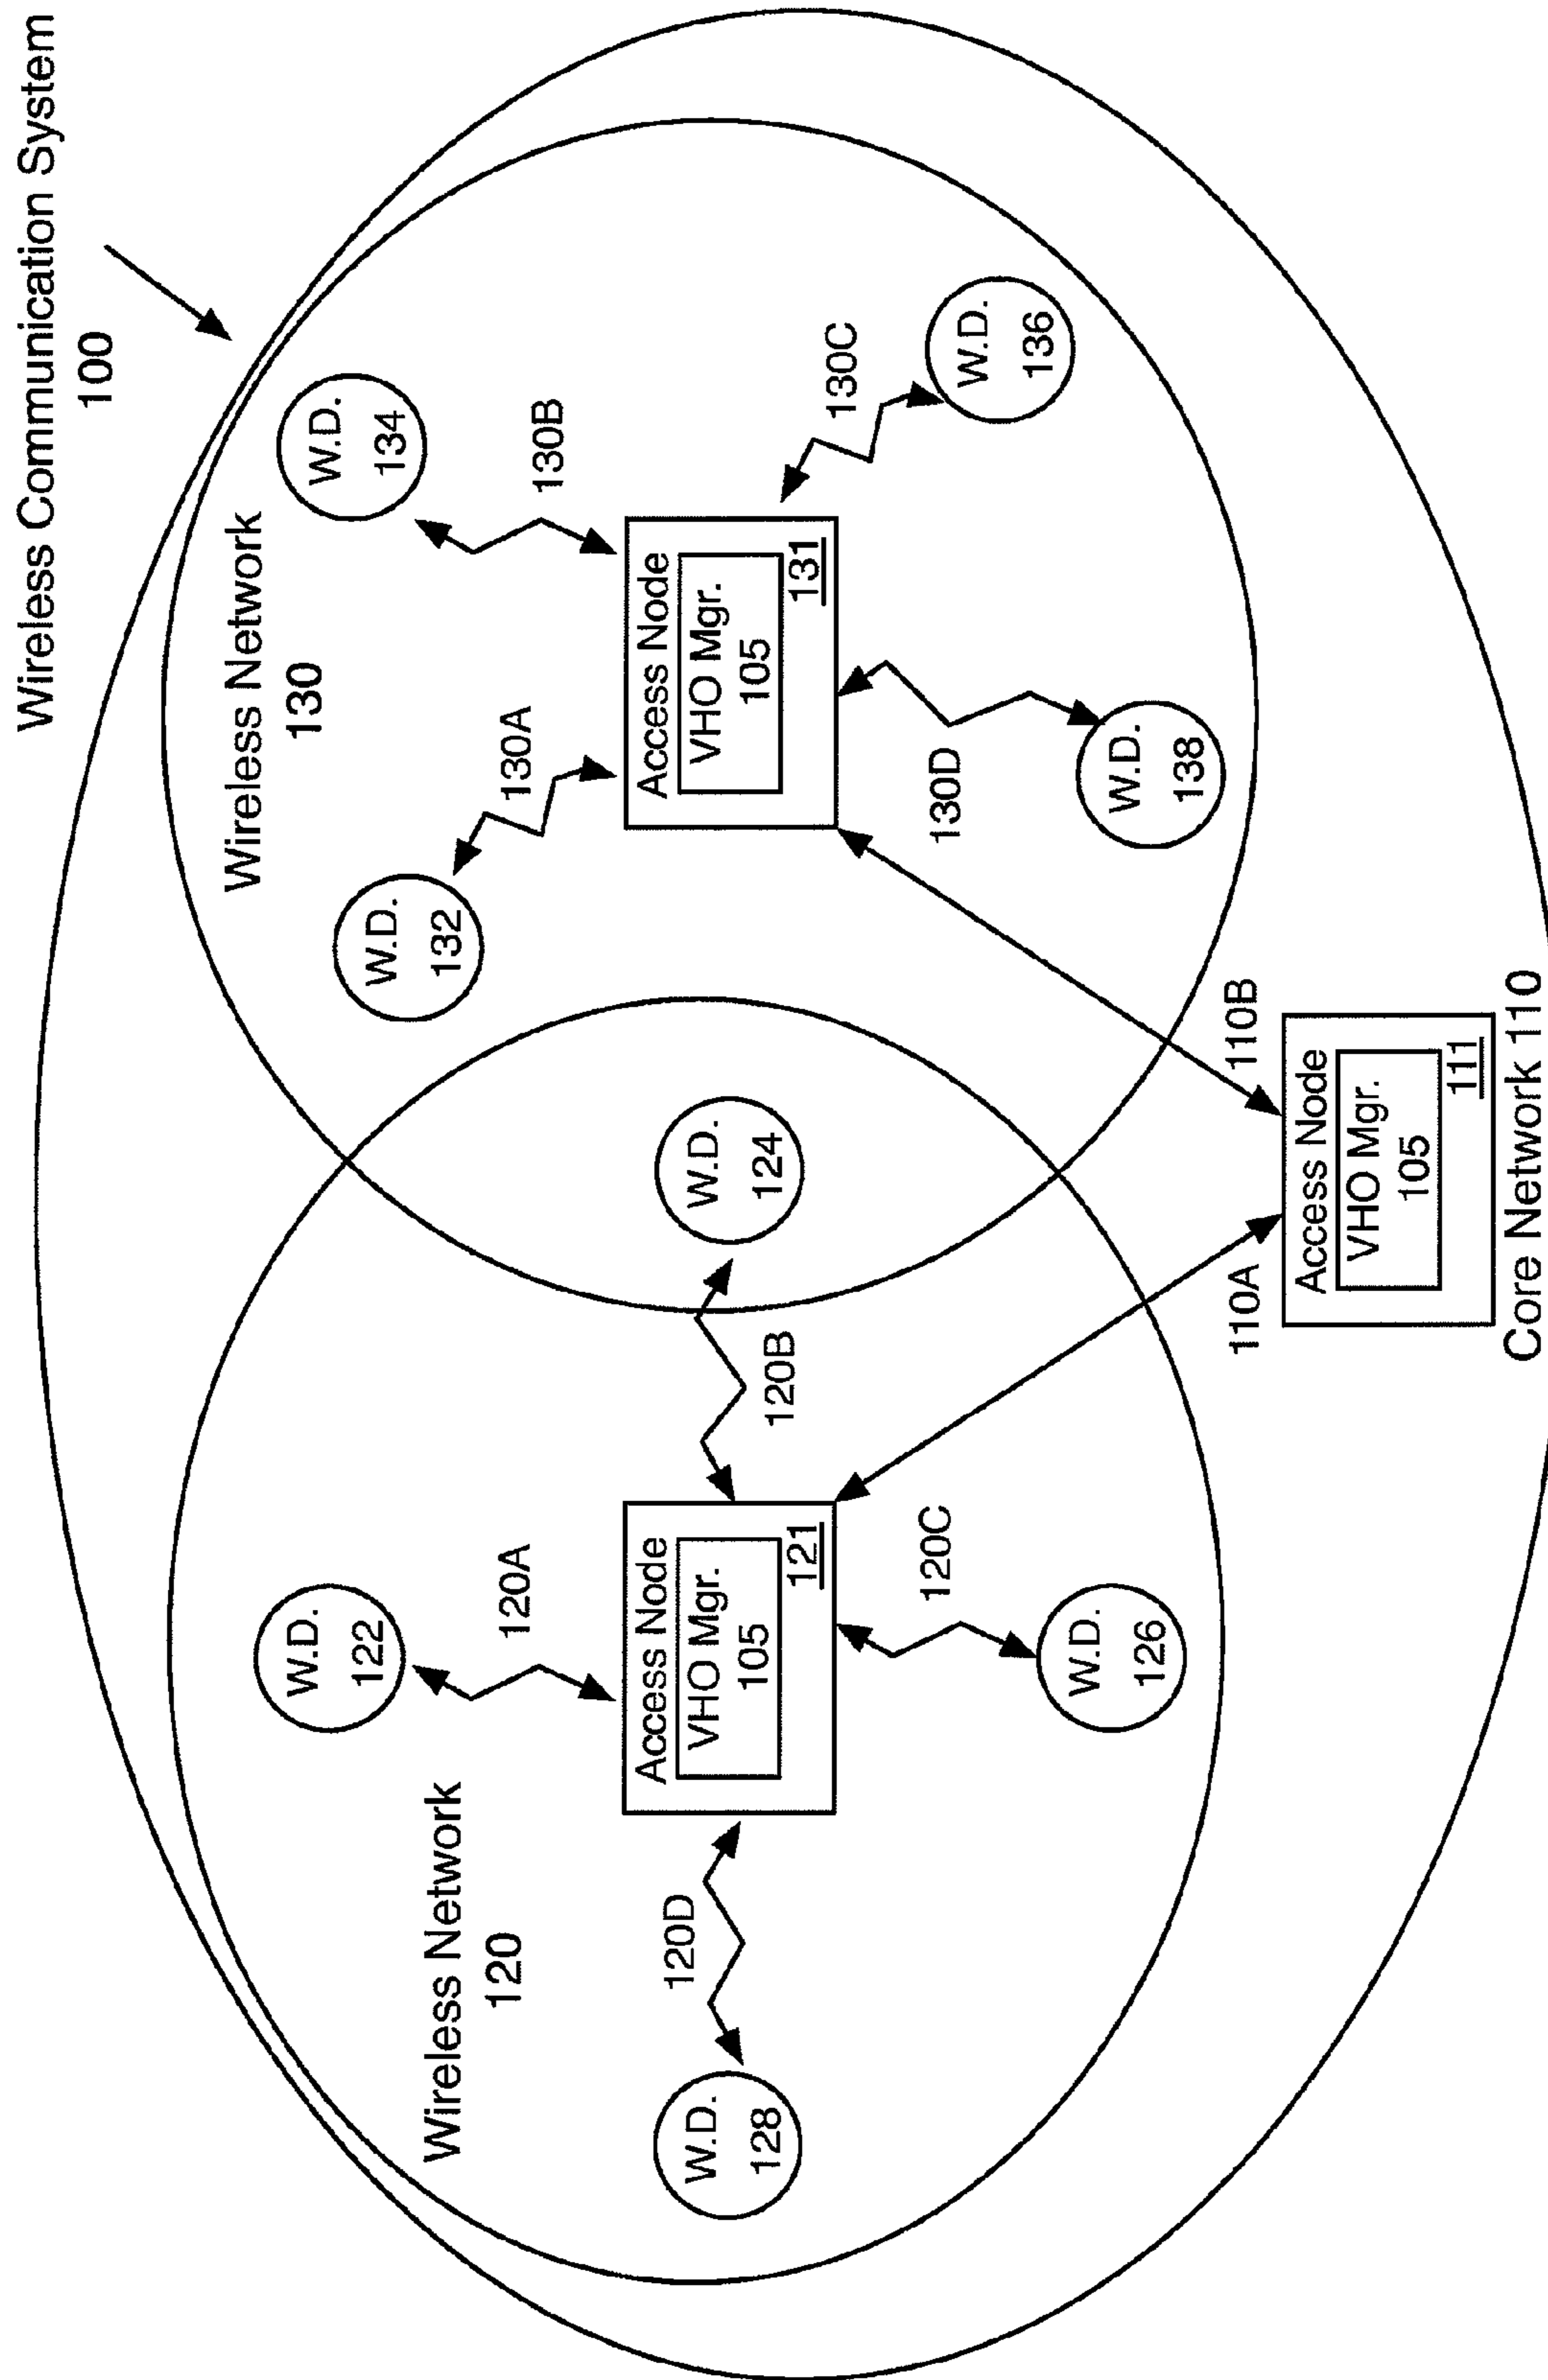 Wireless Communication System
100
Wireless Network
130
W.D.
134
130B
W.D.
132
130A
Access Node
VHO Mgr.
105
131
130C
W.D.
136
130D
W.D.
138
Wireless Network
120
W.D.
122
120A
W.D.
124
120B
Access Node
VHO Mgr.
105
121
120D
W.D.
128
120C
W.D.
126
110A
110B
Access Node
VHO Mgr.
105
111
Core Network 110